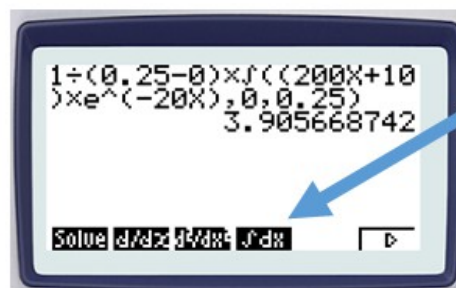 1÷(0.25-0)×∫((200X+10
)×e^(-20X),0,0.25)
3.905668742
Solve d/dx d²/dx² ∫dx ▷